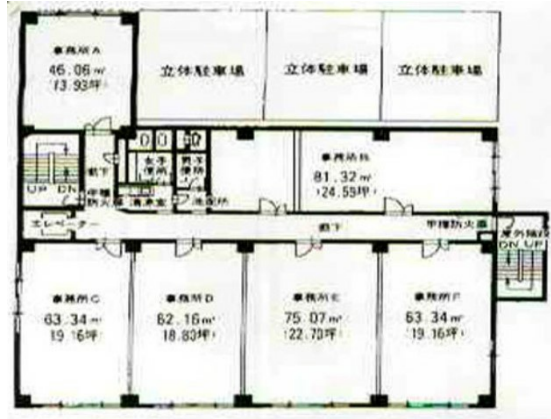 事務所A
46.06㎡
13.93坪
立体駐車場
立体駐車場
立体駐車場
女子便所
男子便所
事務所B
81.32㎡
(24.59坪)
廊下
UP DN
甲種防火扉
湯沸室
洗面所
エレベーター
廊下
甲種防火扉
屋外階段
DN UP
事務所C
63.34㎡
19.16坪)
事務所D
62.16㎡
18.80坪)
事務所E
75.07㎡
(22.70坪)
事務所F
63.34㎡
(19.16坪)